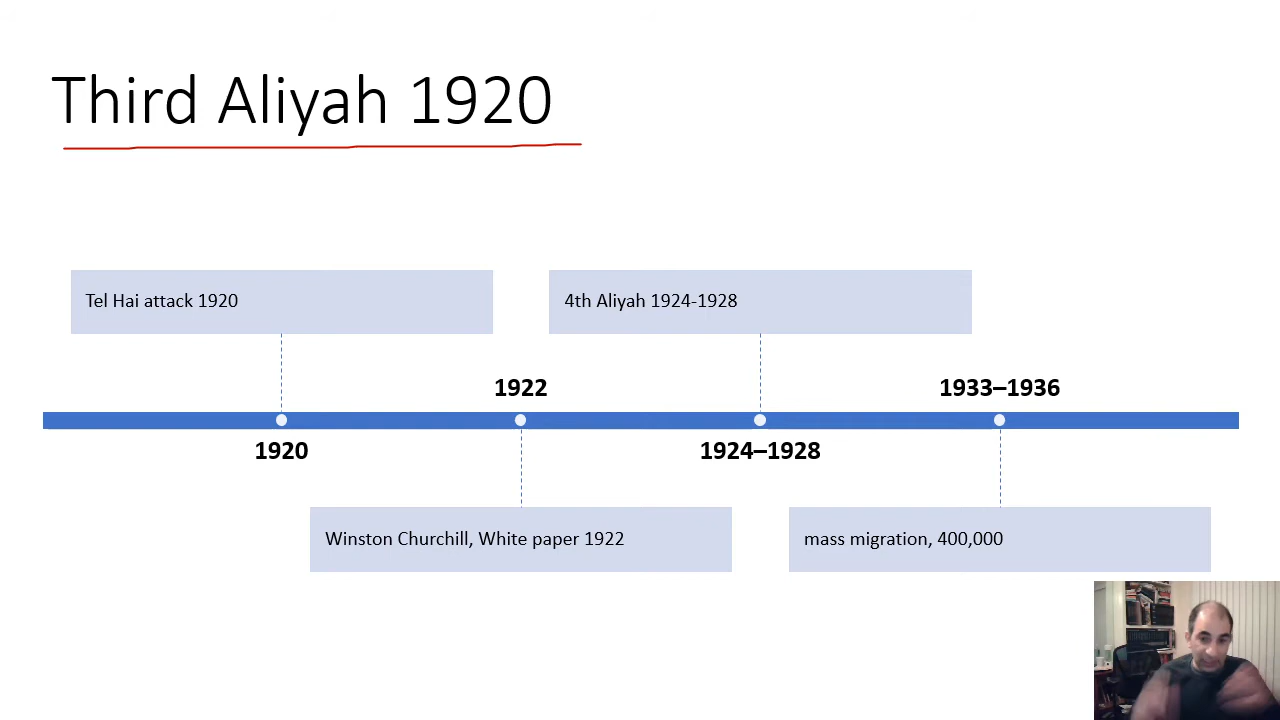 Third Aliyah 1920
Tel Hai attack 1920
4th Aliyah 1924-1928
1922
1933–1936
1920
1924–1928
Winston Churchill, White paper 1922
mass migration, 400,000